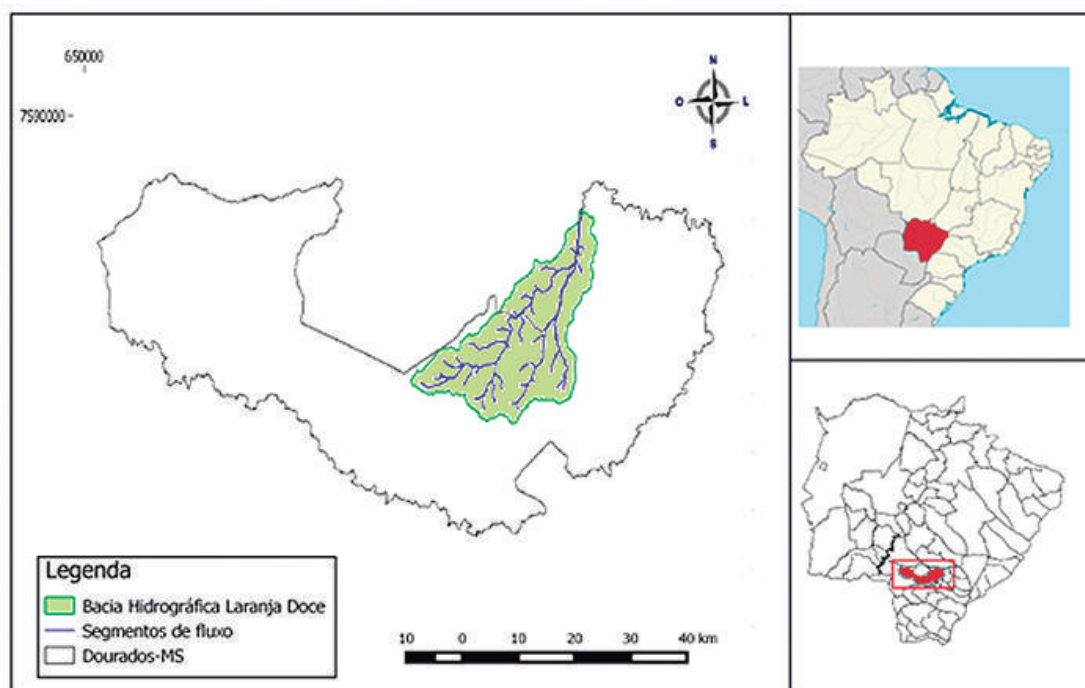 650000
7590000
N
O L
S
Legenda
Bacia Hidrográfica Laranja Doce
Segmentos de fluxo
Dourados-MS
10 0 10 20 30 40 km